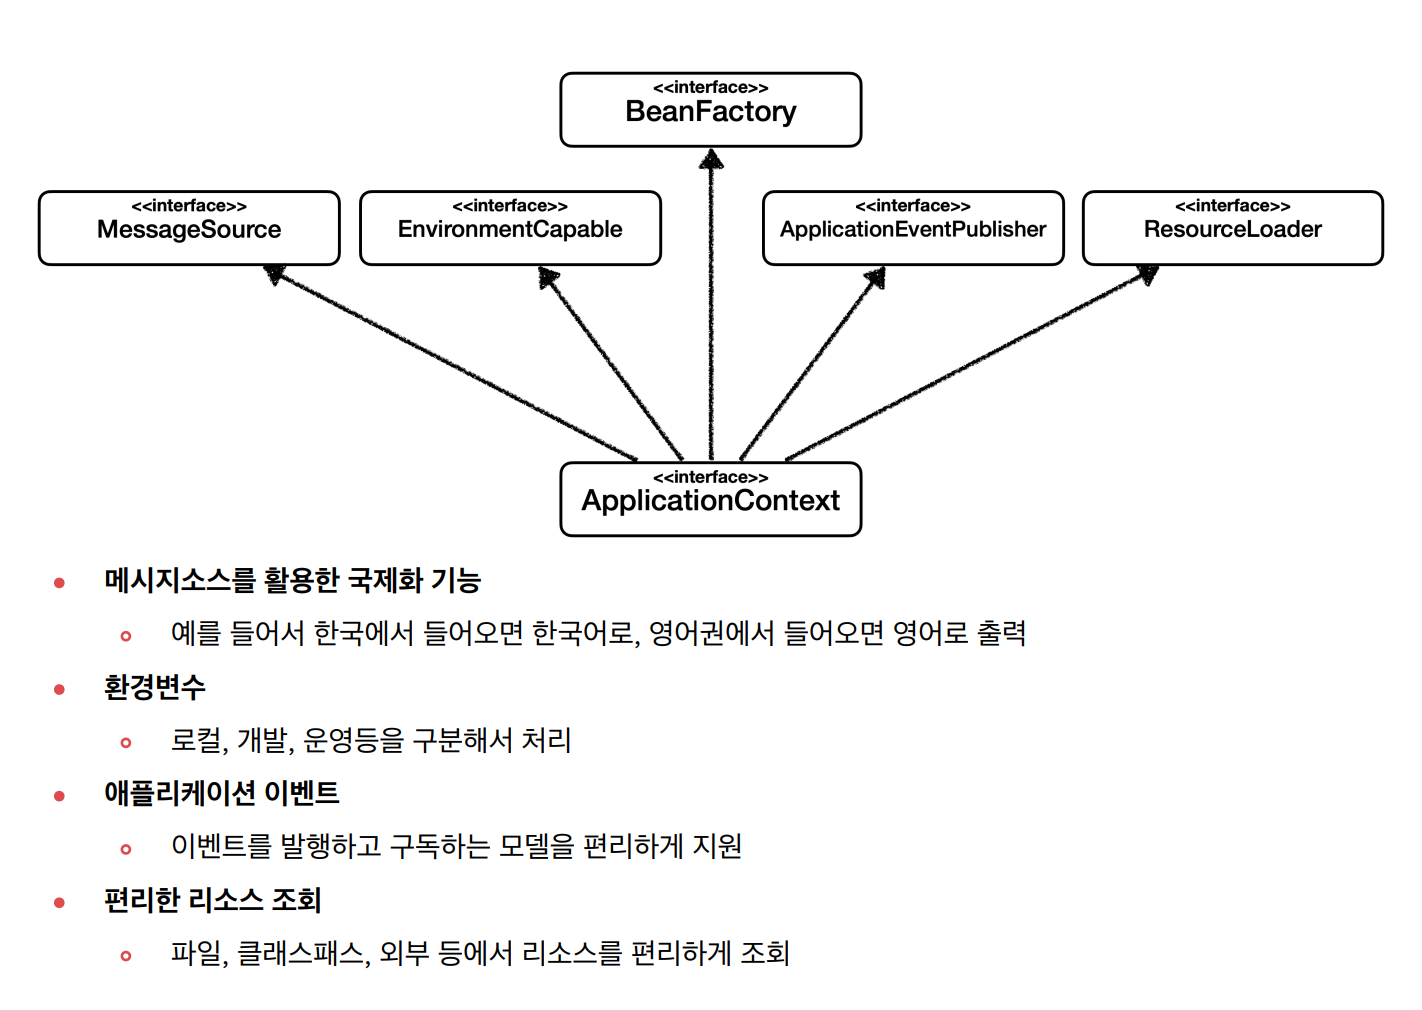 <<interface>>
BeanFactory
<<interface>>
MessageSource
<<interface>>
EnvironmentCapable
<<interface>>
ApplicationEventPublisher
<<interface>>
ResourceLoader
<<interface>>
ApplicationContext
메시지소스를 활용한 국제화 기능
예를 들어서 한국에서 들어오면 한국어로, 영어권에서 들어오면 영어로 출력
환경변수
로컬, 개발, 운영등을 구분해서 처리
애플리케이션 이벤트
이벤트를 발행하고 구독하는 모델을 편리하게 지원
편리한 리소스 조회
파일, 클래스패스, 외부 등에서 리소스를 편리하게 조회